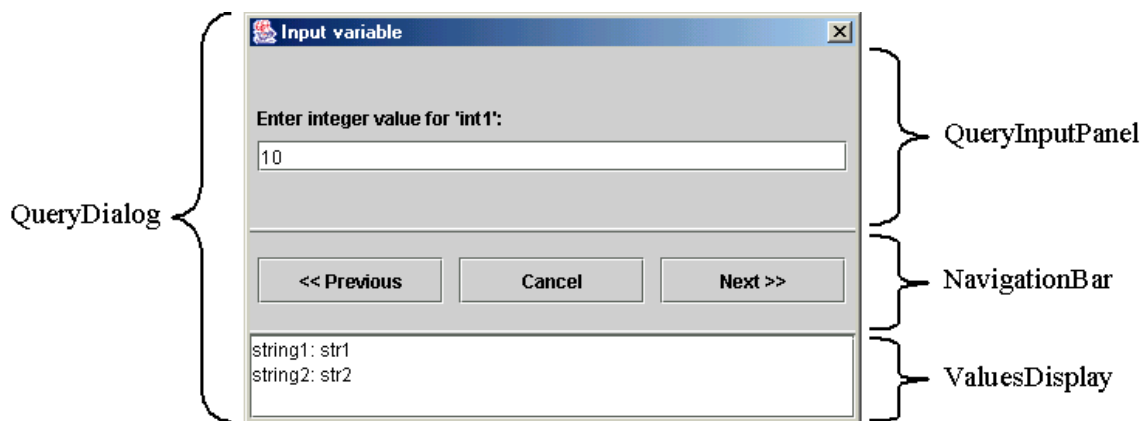 Input variable
Enter integer value for 'int1':
10
QueryInputPanel
QueryDialog
<< Previous
Cancel
Next >>
NavigationBar
string1: str1
string2: str2
ValuesDisplay